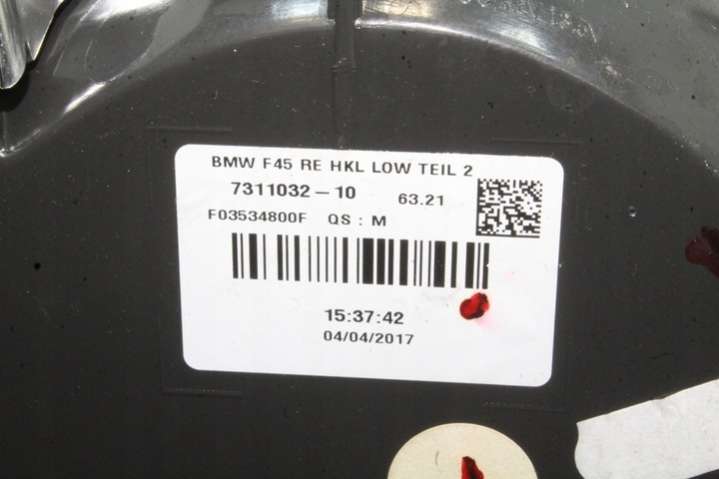 BMW F45 RE HKL LOW TEIL 2
7311032-10 63.21
F03534800F QS : M
15:37:42
04/04/2017